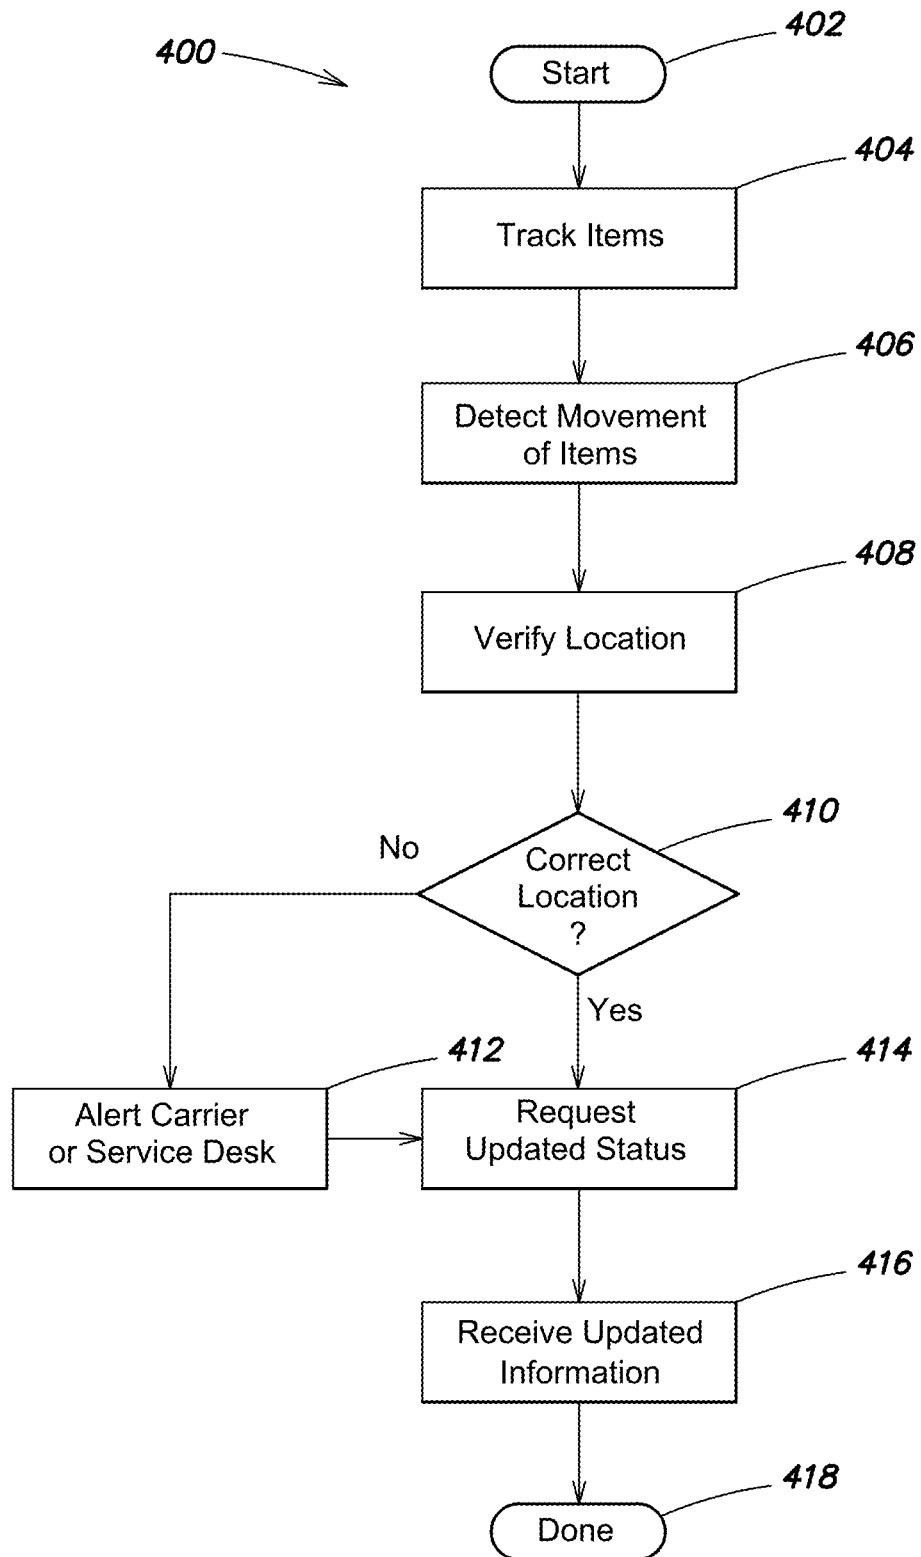 402
400
Start
404
Track Items
406
Detect Movement
of Items
408
Verify Location
410
No
Correct
Location
?
Yes
412
414
Alert Carrier
or Service Desk
Request
Updated Status
416
Receive Updated
Information
418
Done